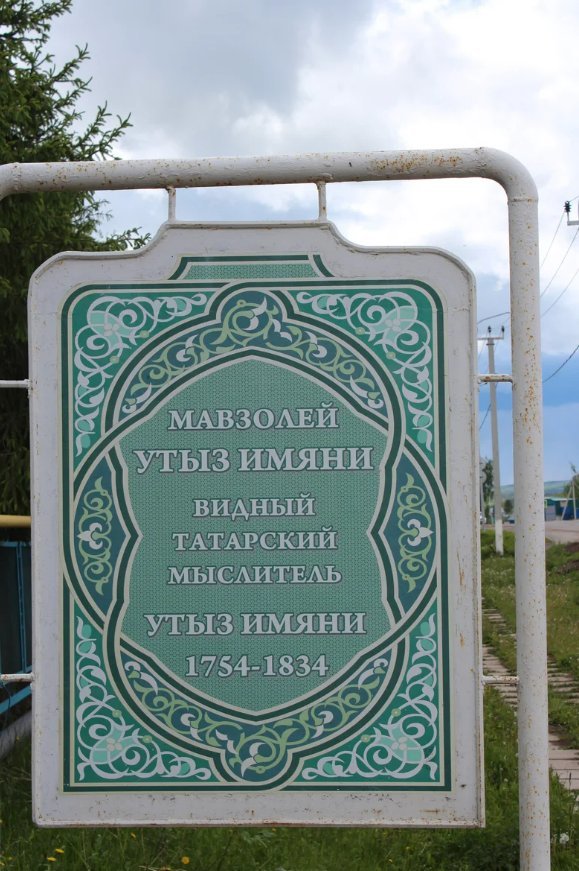 МАВЗОЛЕЙ
УТЫЗ ИМЯНИ
ВИДНЫЙ
ТАТАРСКИЙ
МЫСЛИТЕЛЬ
УТЫЗ ИМЯНИ
1754-1834